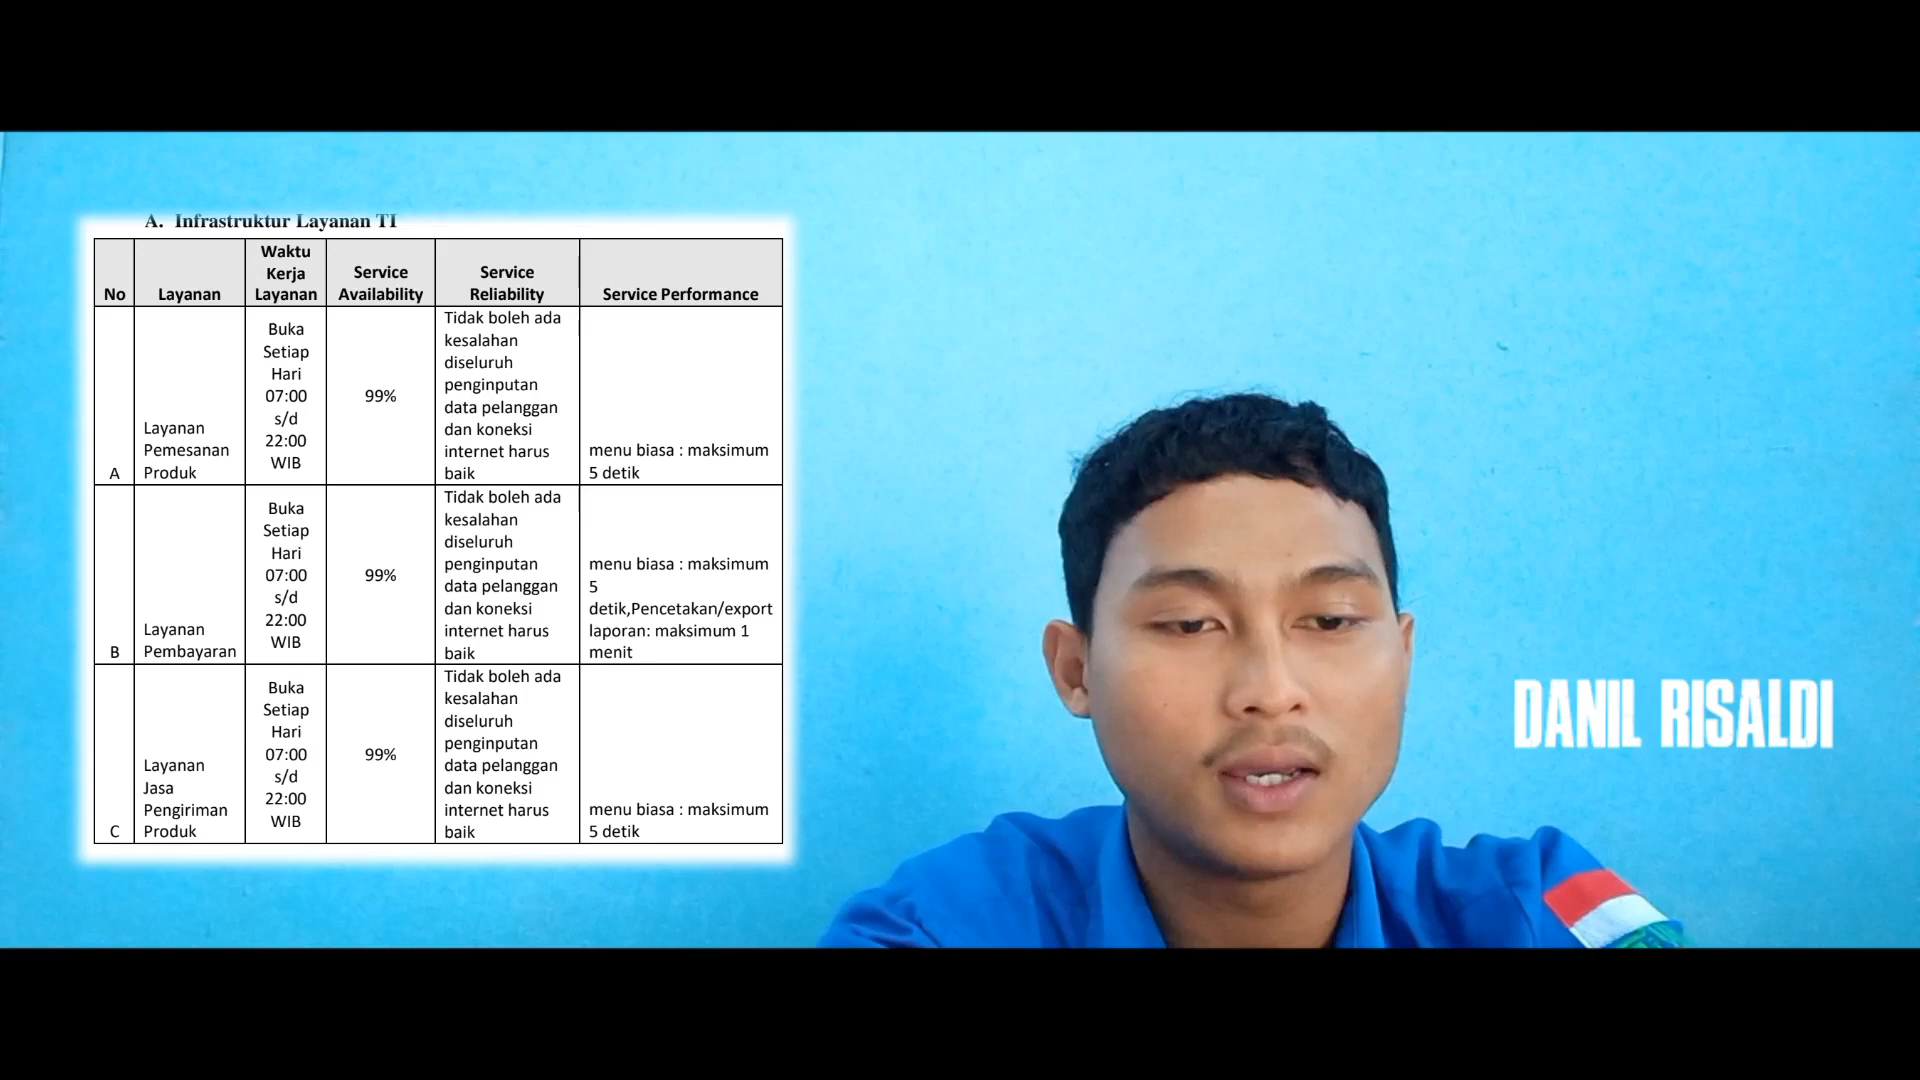 A. Infrastruktur Layanan TI
No
Layanan
Waktu
Kerja
Layanan
Service
Availability
Service
Reliability
Service Performance
A
Layanan
Pemesanan
Produk
Buka
Setiap
Hari
07:00
s/d
22:00
WIB
99%
Tidak boleh ada
kesalahan
diseluruh
penginputan
data pelanggan
dan koneksi
internet harus
baik
menu biasa : maksimum
5 detik
B
Layanan
Pembayaran
Buka
Setiap
Hari
07:00
s/d
22:00
WIB
99%
Tidak boleh ada
kesalahan
diseluruh
penginputan
data pelanggan
dan koneksi
internet harus
baik
menu biasa : maksimum
5
detik,Pencetakan/export
laporan: maksimum 1
menit
C
Layanan
Jasa
Pengiriman
Produk
Buka
Setiap
Hari
07:00
s/d
22:00
WIB
99%
Tidak boleh ada
kesalahan
diseluruh
penginputan
data pelanggan
dan koneksi
internet harus
baik
menu biasa : maksimum
5 detik
DANIL RISALDI